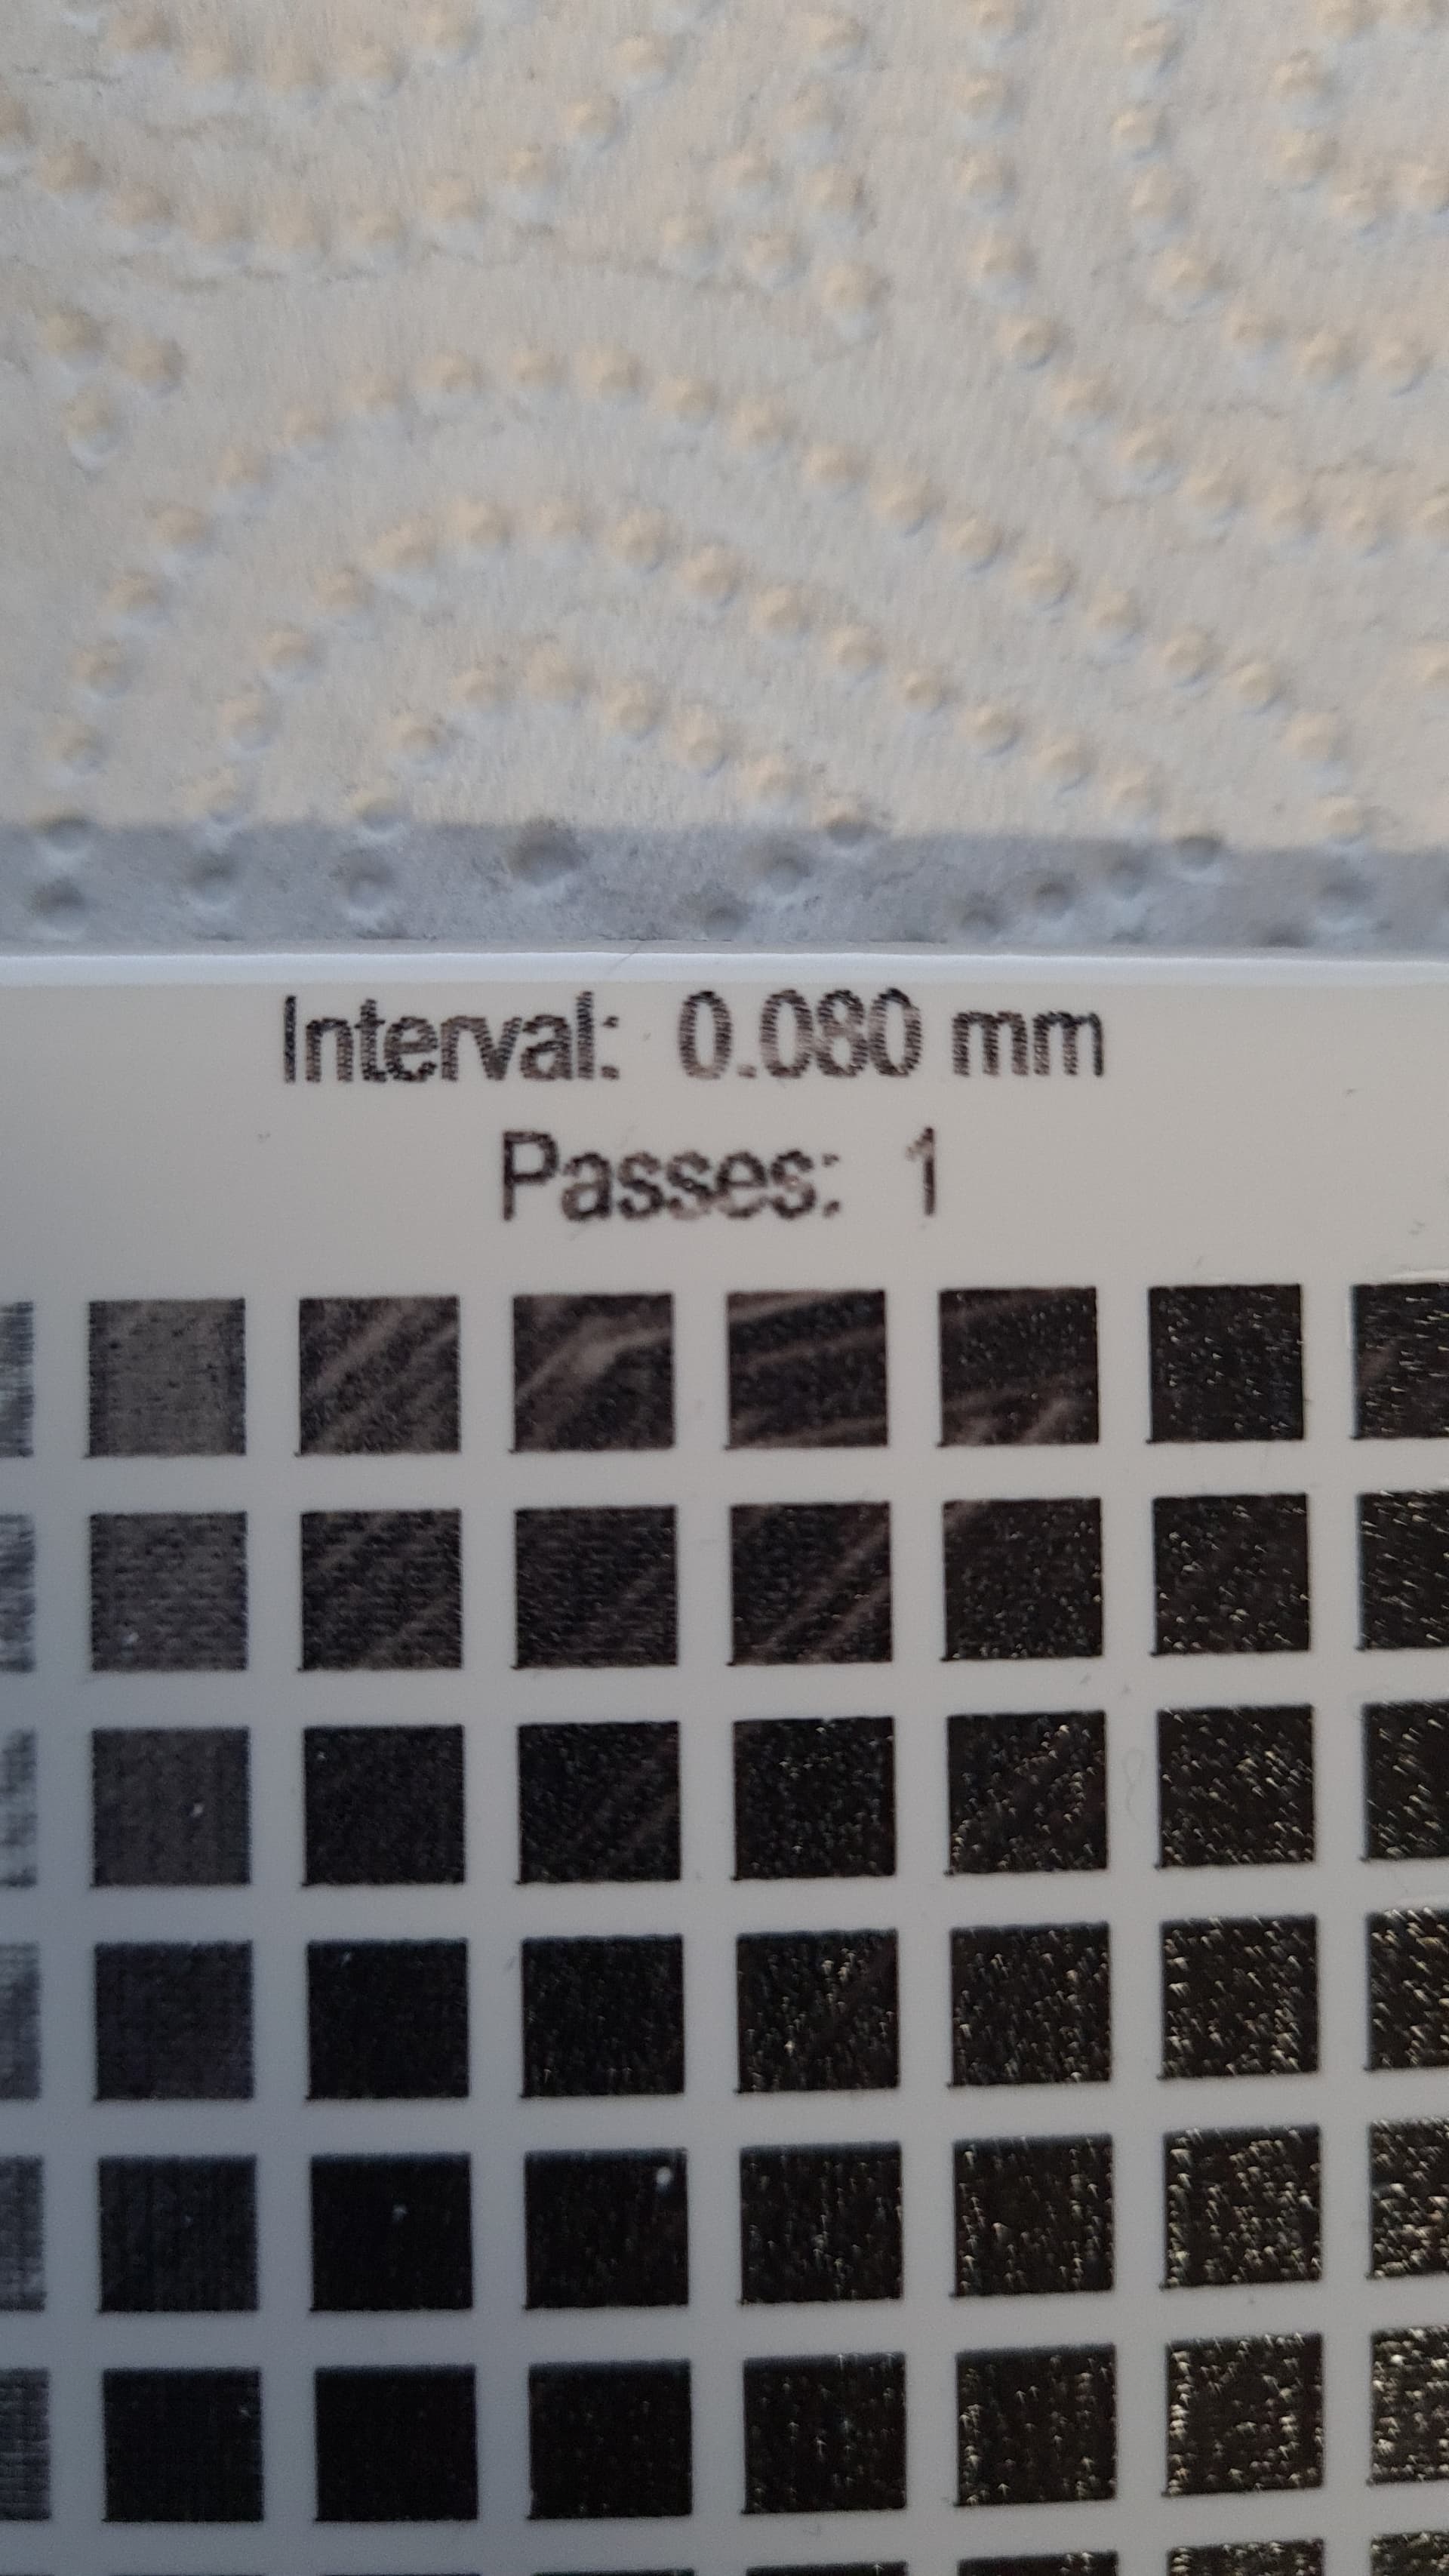 Interval: 0.080 mm
Passes: 1